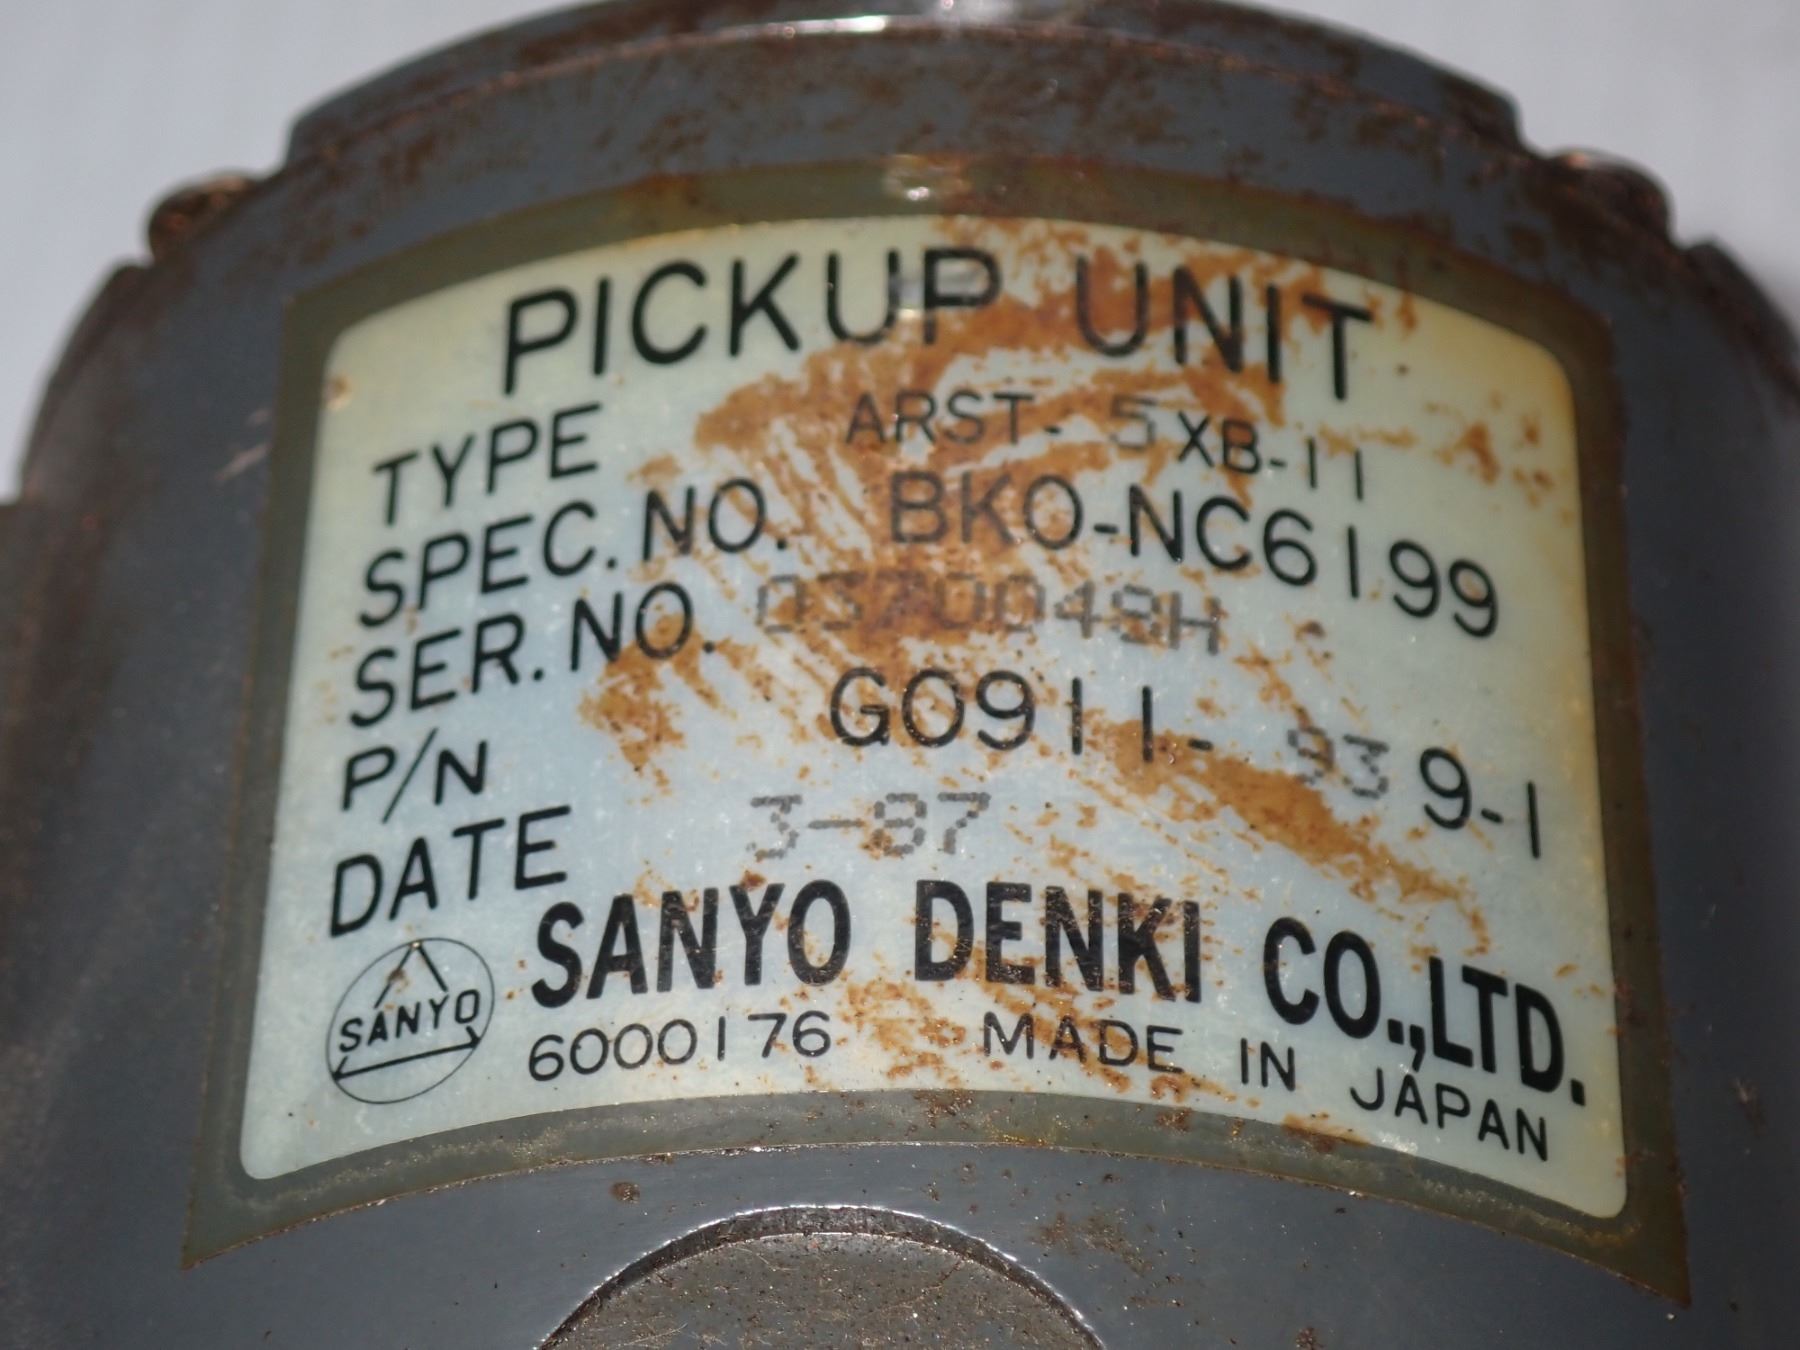 PICKUP UNIT
TYPE ARST-5XB-11
SPEC. NO. BKO-NC6199
SER. NO. 0370048H
P/N G0911-939-1
DATE 3-87
SANYO SANYO DENKI CO.,LTD.
6000176 MADE IN JAPAN